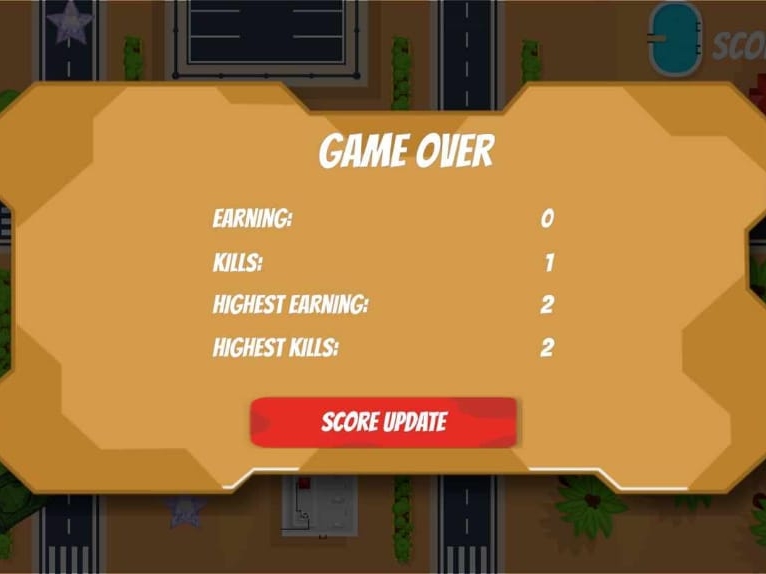 GAME OVER
EARNING: 0
KILLS: 1
HIGHEST EARNING: 2
HIGHEST KILLS: 2
SCORE UPDATE